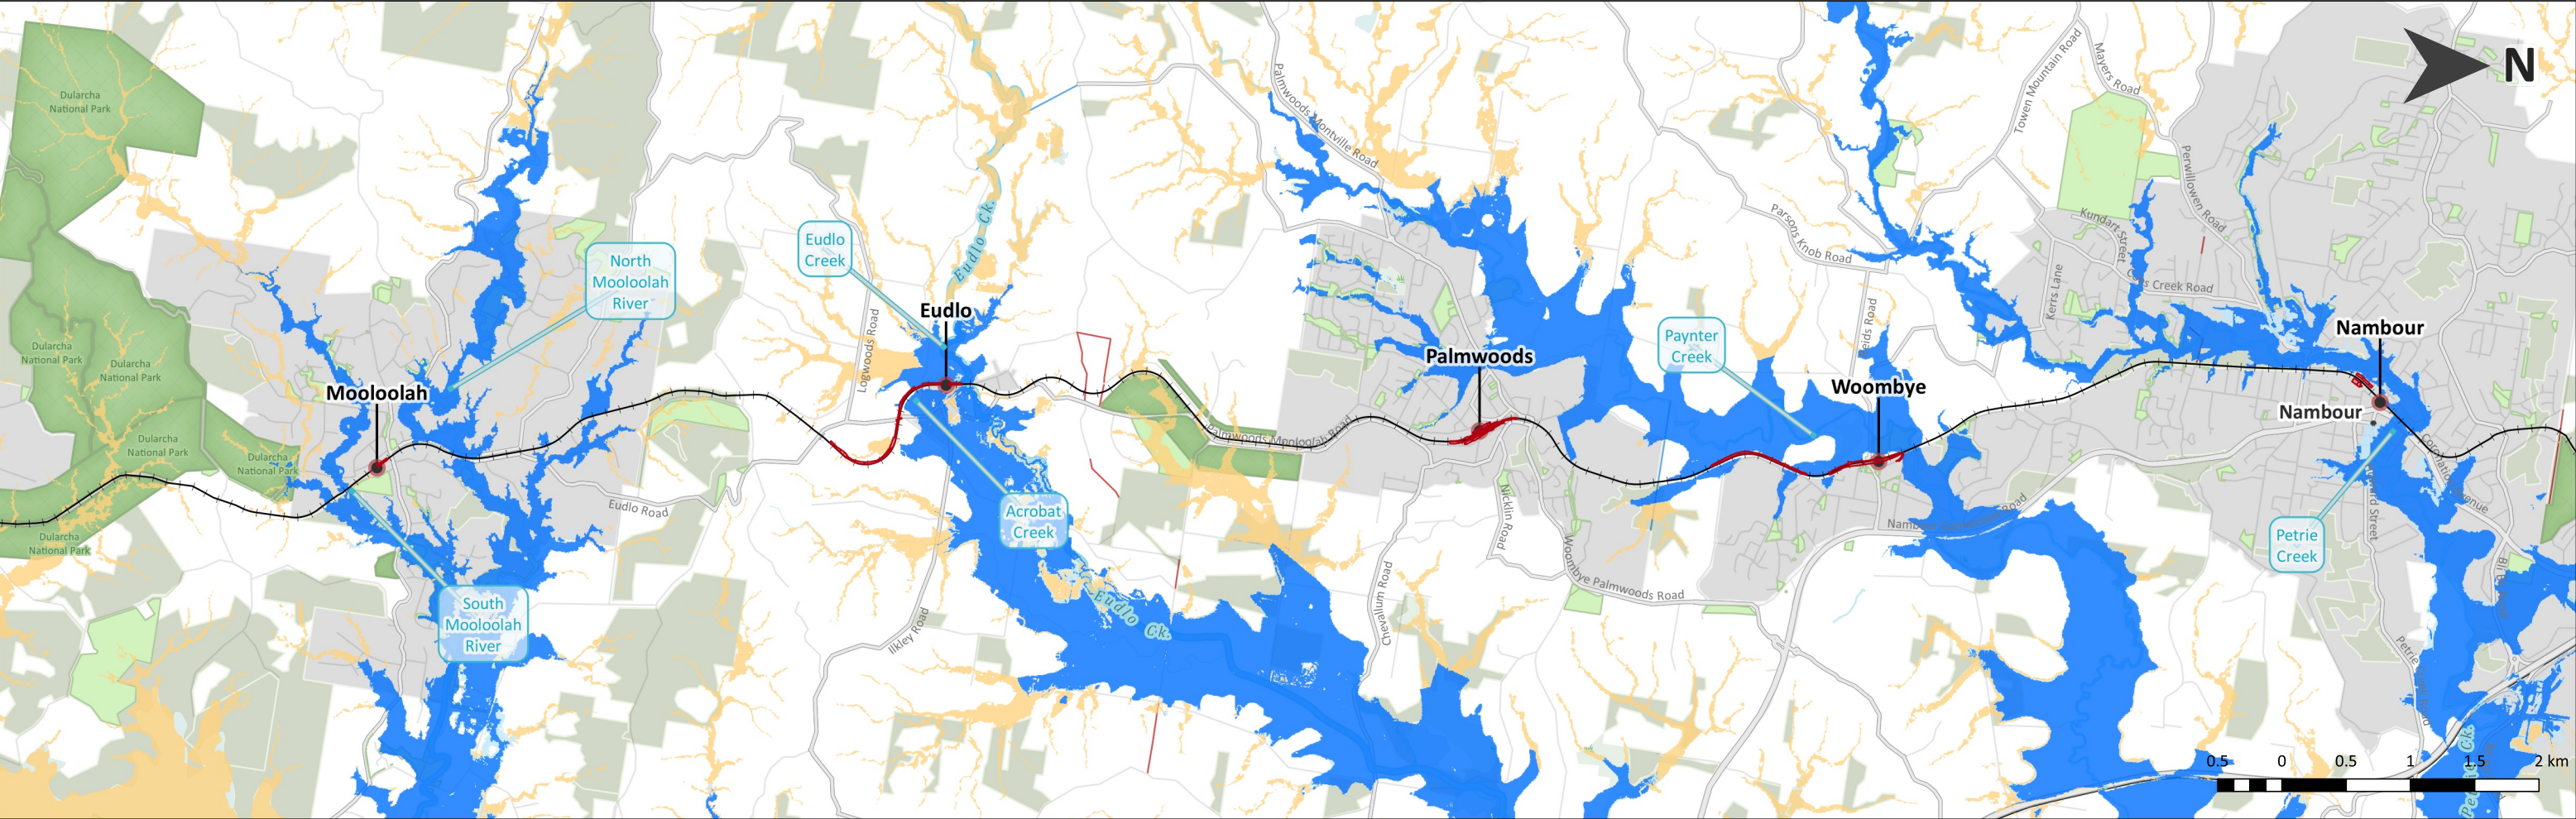 N
Dularcha
National Park
Dularcha
National Park
Dularcha
National Park
Dularcha
National Park
Dularcha
National Park
Dularcha
National Park
Mooloolah
North
Mooloolah
River
South
Mooloolah
River
Eudlo Road
Logwoods Road
Eudlo
Creek
Eudlo
Eudlo Ck.
Acrobat
Creek
Eudlo Ck.
Ilkley Road
Palmwoods Montville Road
Palmwoods Mooloolah Road
Palmwoods
Chevallum Road
Nicklin Road
Woombye Palmwoods Road
Paynter
Creek
Parsons Knob Road
Woombye
Towen Mountain Road
Mayers Road
Perwillowen Road
Kundart Street
Creek Road
Kerrs Lane
Nambour
Nambour
Petrie
Creek
Coronation Avenue
Street
0.5
0
0.5
1
1.5
2 km